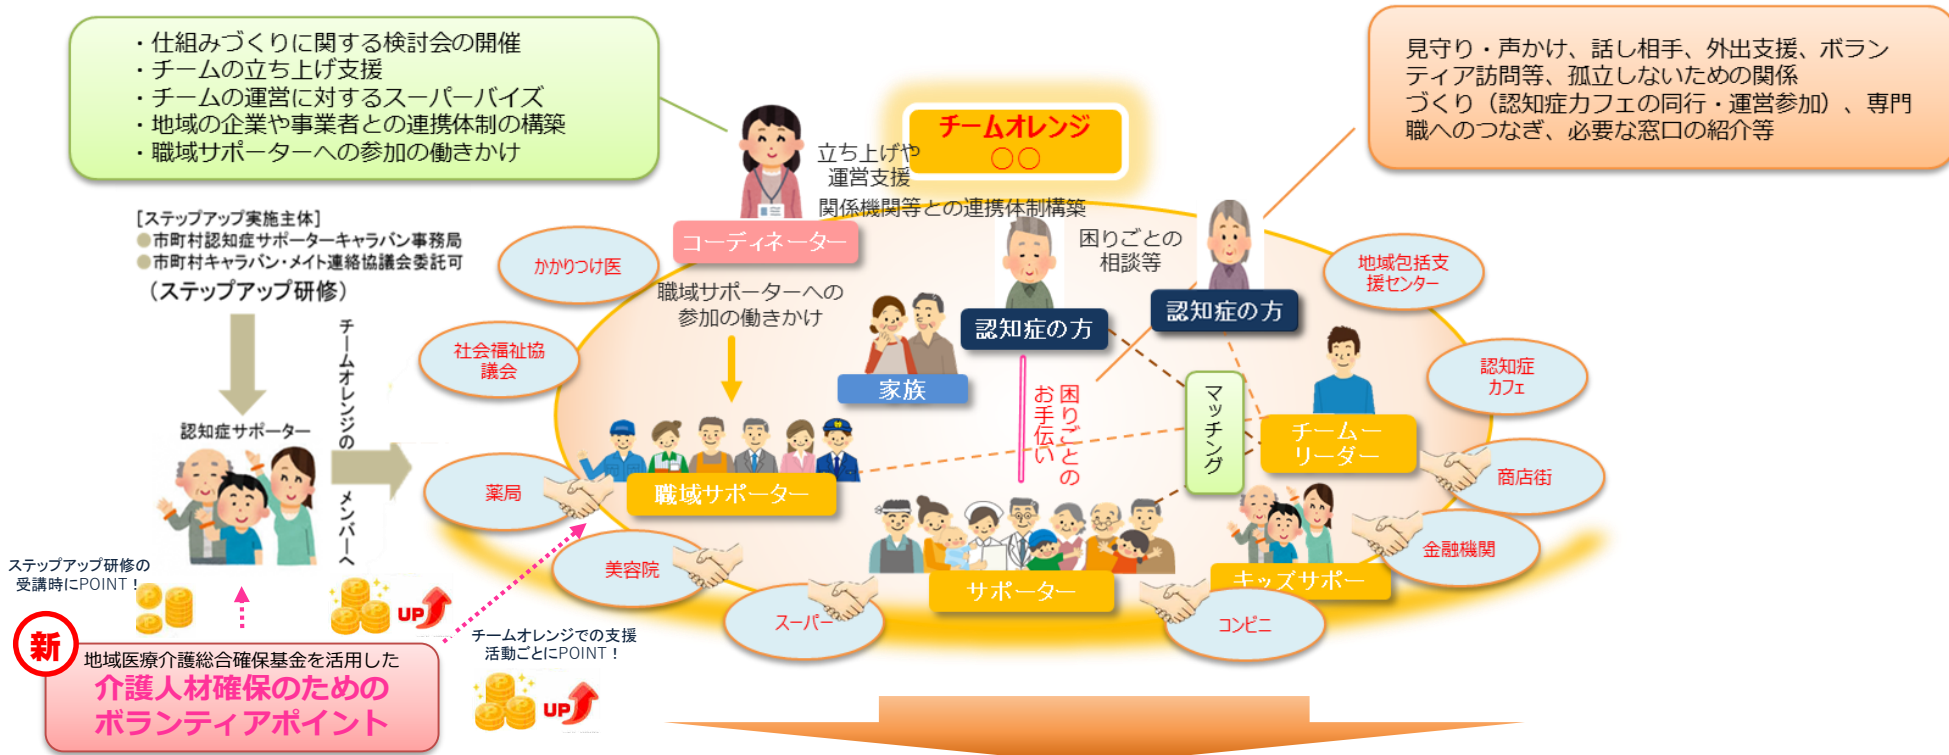 ・仕組みづくりに関する検討会の開催
・チームの立ち上げ支援
・チームの運営に対するスーパーバイズ
・地域の企業や事業者との連携体制の構築
・職域サポーターへの参加の働きかけ
見守り・声かけ、話し相手、外出支援、ボラン
ティア訪問等、孤立しないための関係
づくり（認知症カフェの同行・運営参加）、専門
職へのつなぎ、必要な窓口の紹介等
チームオレンジ
〇〇
立ち上げや
運営支援
関係機関等との連携体制構築
コーディネーター
[ステップアップ実施主体]
●市町村認知症サポーターキャラバン事務局
●市町村キャラバン・メイト連絡協議会委託可
（ステップアップ研修）
チームオレンジの
メンバーへ
認知症サポーター
かかりつけ医
社会福祉協
議会
薬局
美容院
スーパー
コンビニ
金融機関
商店街
認知症
カフェ
地域包括支
援センター
職域サポーターへの
参加の働きかけ
困りごとの
相談等
認知症の方
認知症の方
家族
困りごとの
お手伝い
マッチング
チームー
リーダー
職域サポーター
サポーター
キッズサポー
ステップアップ研修の
受講時にPOINT！
UP
チームオレンジでの支援
活動ごとにPOINT！
UP
新
地域医療介護総合確保基金を活用した
介護人材確保のための
ボランティアポイント